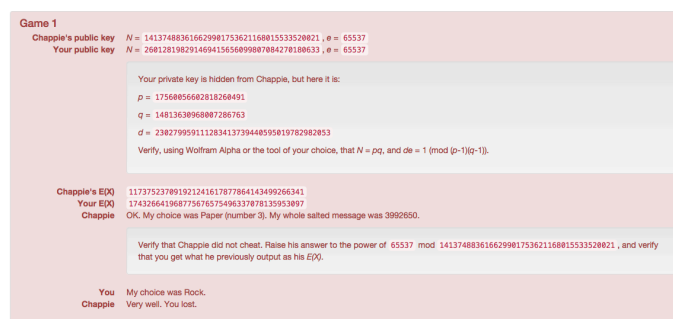 Game 1
Chappie's public key N = 141374883616629901753621168015533520021 , e = 65537
Your public key N = 260128198291469415656099807084270180633 , e = 65537
Your private key is hidden from Chappie, but here it is:
p = 17560056602818260491
q = 14813630968007286763
d = 230279959111283413739440595019782982053
Verify, using Wolfram Alpha or the tool of your choice, that N = pq, and de = 1 (mod (p-1)(q-1)).
Chappie's E(X) 117375237091921241617877864143499266341
Your E(X) 174326641968775676575496337078135953097
Chappie OK. My choice was Paper (number 3). My whole salted message was 3992650.
Verify that Chappie did not cheat. Raise his answer to the power of 65537 mod 141374883616629901753621168015533520021 , and verify
that you get what he previously output as his E(X).
You My choice was Rock.
Chappie Very well. You lost.